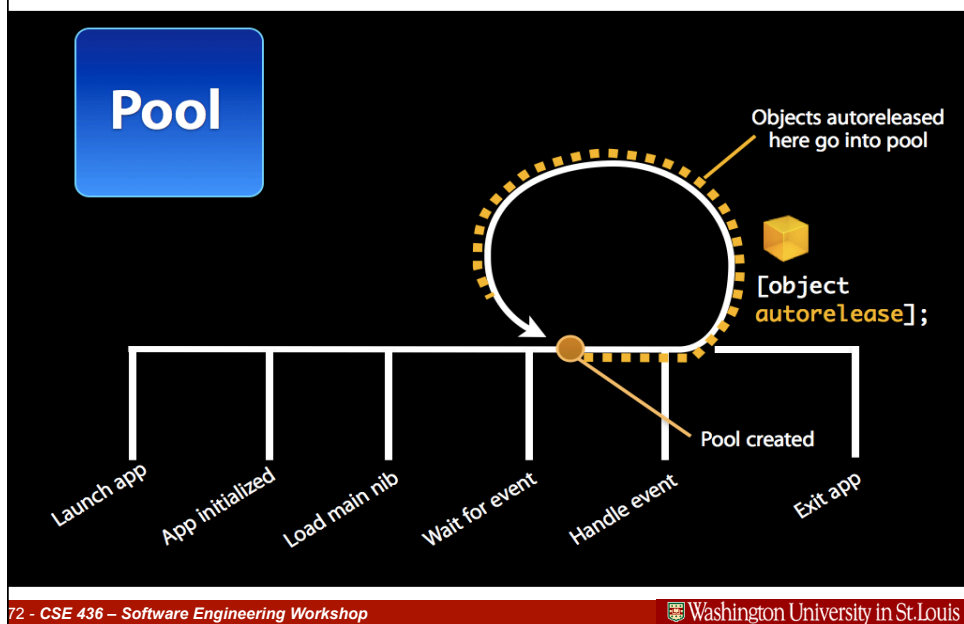 Pool
Objects autoreleased
here go into pool
[object
autorelease];
Pool created
Launch app
App initialized
Load main nib
Wait for event
Handle event
Exit app
72 - CSE 436 – Software Engineering Workshop
Washington University in St.Louis